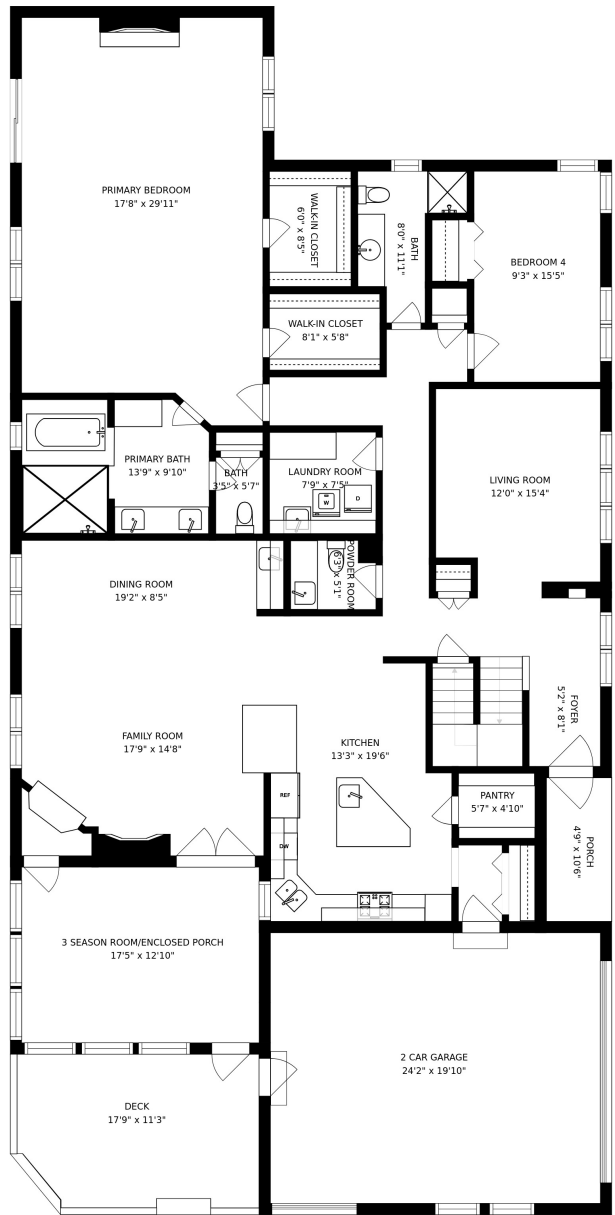 PRIMARY BEDROOM
17'8" x 29'11"
WALK-IN CLOSET
6'0" x 8'5"
BATH
8'0" x 11'1"
BEDROOM 4
9'3" x 15'5"
WALK-IN CLOSET
8'1" x 5'8"
PRIMARY BATH
13'9" x 9'10"
BATH
3'5" x 5'7"
LAUNDRY ROOM
7'9" x 7'5"
W
D
LIVING ROOM
12'0" x 15'4"
DINING ROOM
19'2" x 8'5"
POWDER ROOM
6'3" x 5'1"
FOYER
5'2" x 8'1"
FAMILY ROOM
17'9" x 14'8"
KITCHEN
13'3" x 19'6"
REF
DW
PANTRY
5'7" x 4'10"
PORCH
4'9" x 10'6"
3 SEASON ROOM/ENCLOSED PORCH
17'5" x 12'10"
2 CAR GARAGE
24'2" x 19'10"
DECK
17'9" x 11'3"